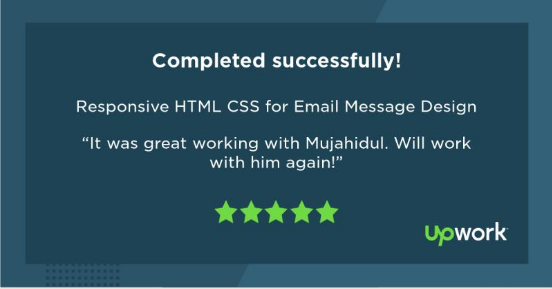 Completed successfully!
Responsive HTML CSS for Email Message Design
“It was great working with Mujahidul. Will work
with him again!”
upwork